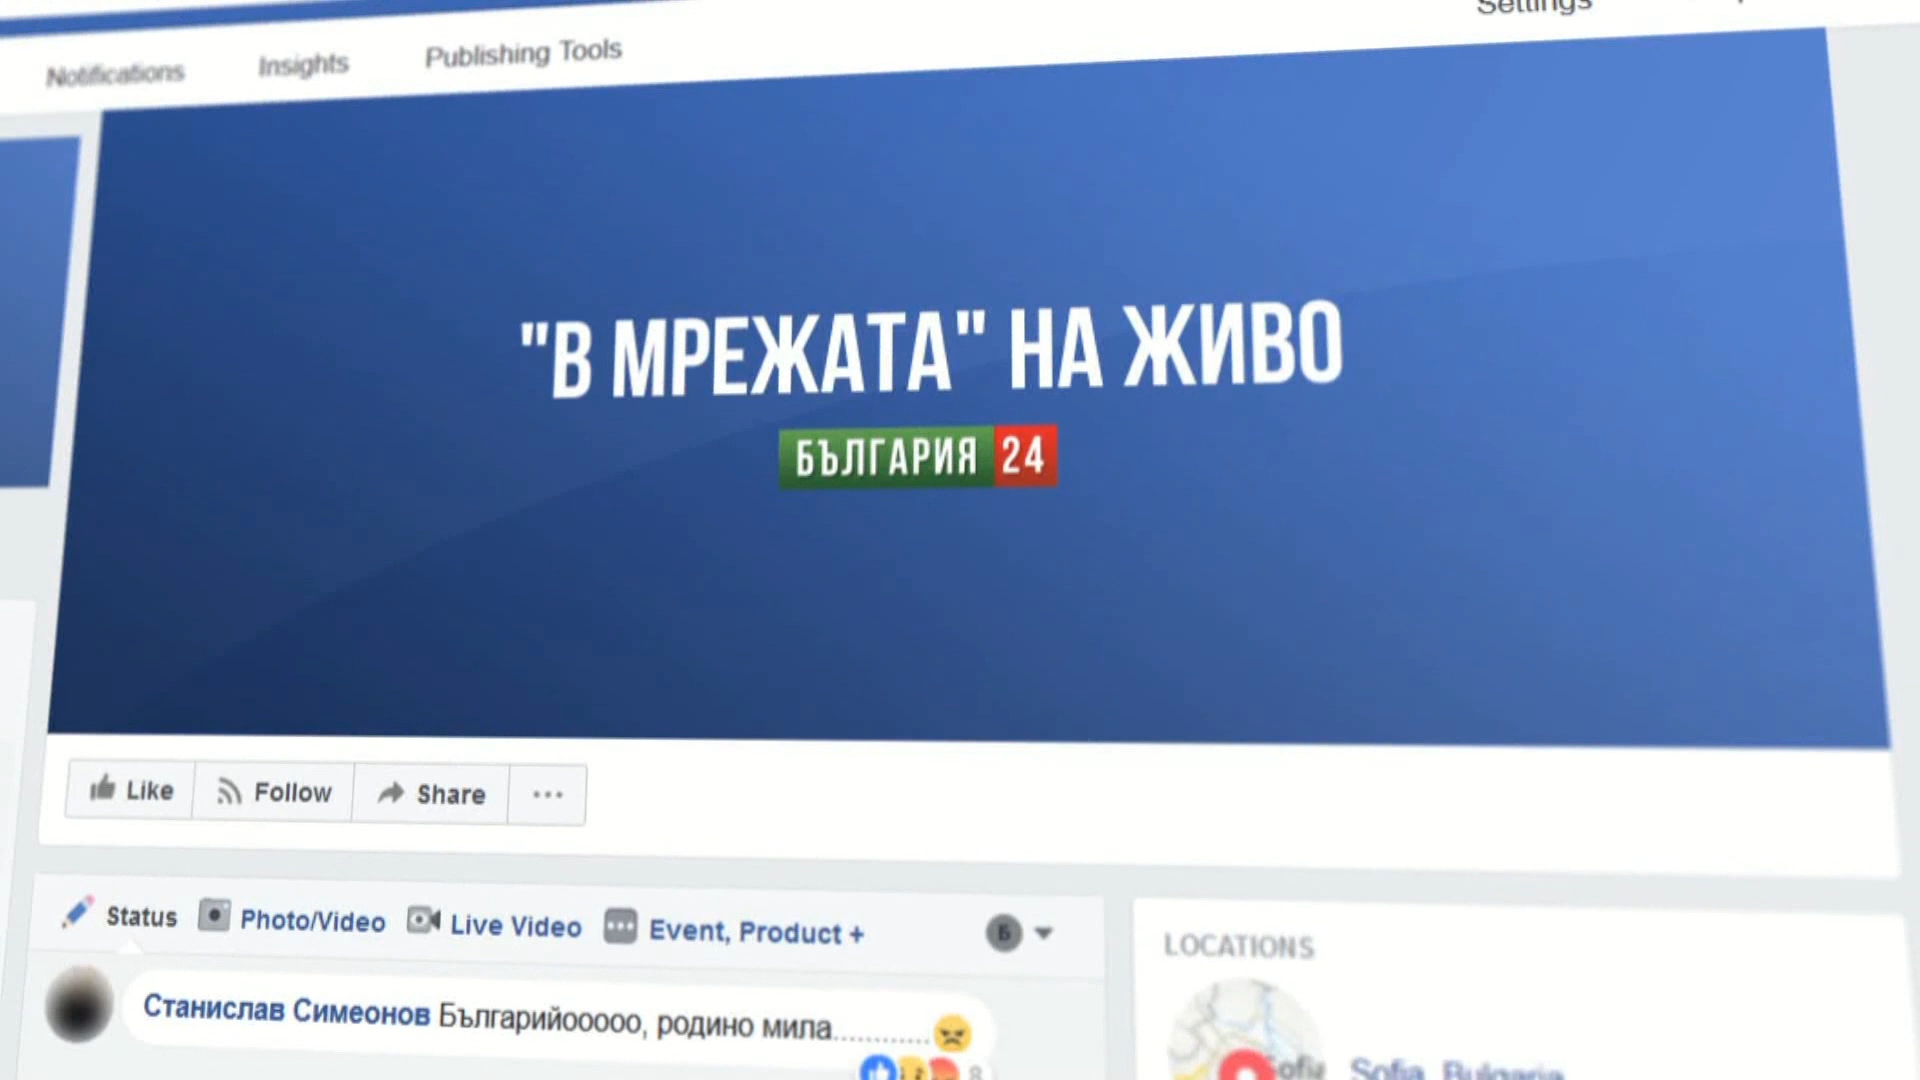 Settings
Notifications Insights Publishing Tools
"В МРЕЖАТА" НА ЖИВО
БЪЛГАРИЯ 24
Like Follow Share
Status Photo/Video Live Video Event, Product +
Б
LOCATIONS
Станислав Симеонов Българийооооо, родино мила............
8
Sofia, Bulgaria